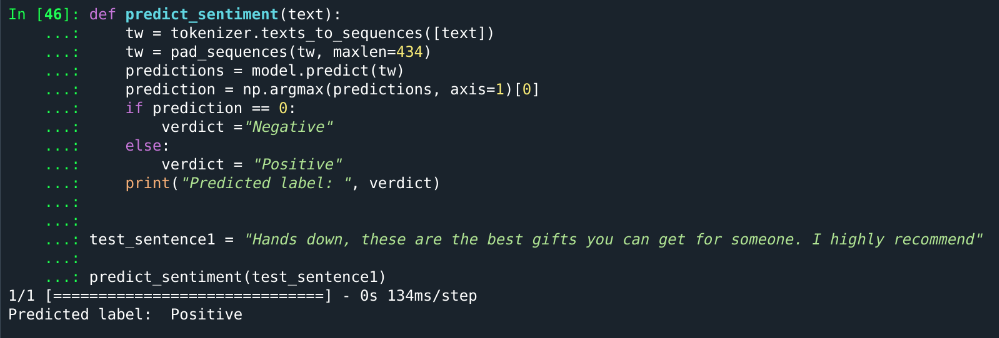 In [46]: def predict_sentiment(text):
    ...:     tw = tokenizer.texts_to_sequences([text])
    ...:     tw = pad_sequences(tw, maxlen=434)
    ...:     predictions = model.predict(tw)
    ...:     prediction = np.argmax(predictions, axis=1)[0]
    ...:     if prediction == 0:
    ...:         verdict ="Negative"
    ...:     else:
    ...:         verdict = "Positive"
    ...:     print("Predicted label: ", verdict)
    ...:
    ...:
    ...: test_sentence1 = "Hands down, these are the best gifts you can get for someone. I highly recommend"
    ...:
    ...: predict_sentiment(test_sentence1)
1/1 [==============================] - 0s 134ms/step
Predicted label:  Positive